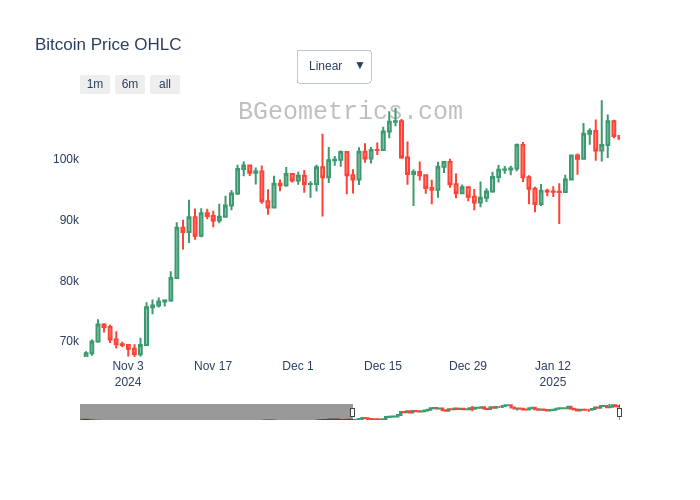 Bitcoin Price OHLC
Linear ▼
1m 6m all
BGeometrics.com
100k
90k
80k
70k
Nov 3 Nov 17 Dec 1 Dec 15 Dec 29 Jan 12
2024 2025